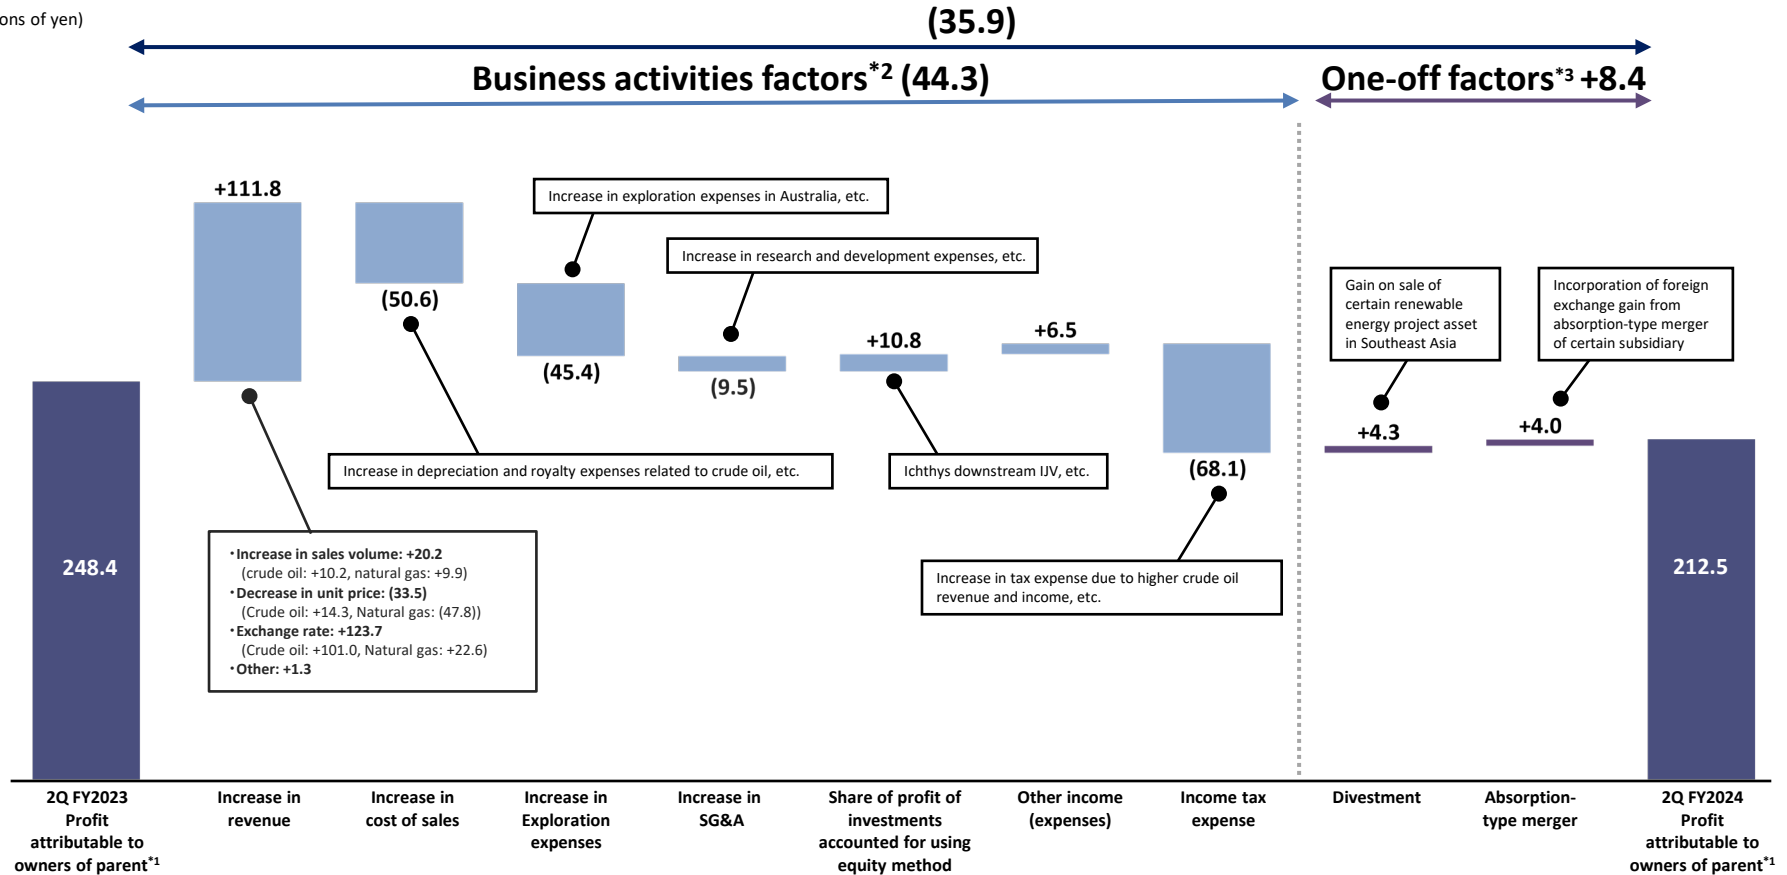 ons of yen)
(35.9)
Business activities factors*2 (44.3)
One-off factors*3 +8.4
+111.8
(50.6)
Increase in exploration expenses in Australia, etc.
(45.4)
Increase in research and development expenses, etc.
(9.5)
+10.8
+6.5
(68.1)
Gain on sale of
certain renewable
energy project asset
in Southeast Asia
+4.3
Incorporation of foreign
exchange gain from
absorption-type merger
of certain subsidiary
+4.0
Increase in depreciation and royalty expenses related to crude oil, etc.
Ichthys downstream IJV, etc.
・Increase in sales volume: +20.2
(crude oil: +10.2, natural gas: +9.9)
・Decrease in unit price: (33.5)
(Crude oil: +14.3, Natural gas: (47.8))
・Exchange rate: +123.7
(Crude oil: +101.0, Natural gas: +22.6)
・Other: +1.3
Increase in tax expense due to higher crude oil
revenue and income, etc.
248.4
212.5
2Q FY2023
Profit
attributable to
owners of parent*1
Increase in
revenue
Increase in
cost of sales
Increase in
Exploration
expenses
Increase in
SG&A
Share of profit of
investments
accounted for using
equity method
Other income
(expenses)
Income tax
expense
Divestment
Absorption-
type merger
2Q FY2024
Profit
attributable to
owners of parent*1